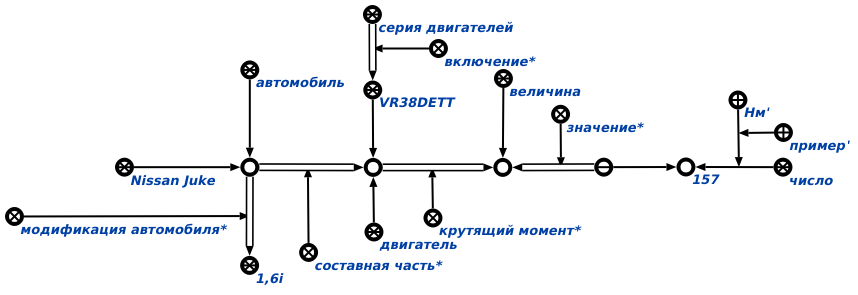 серия двигателей
включение*
автомобиль
величина
VR38DETT
Нм'
значение*
пример'
Nissan Juke
157
число
модификация автомобиля*
крутящий момент*
двигатель
составная часть*
1,6i